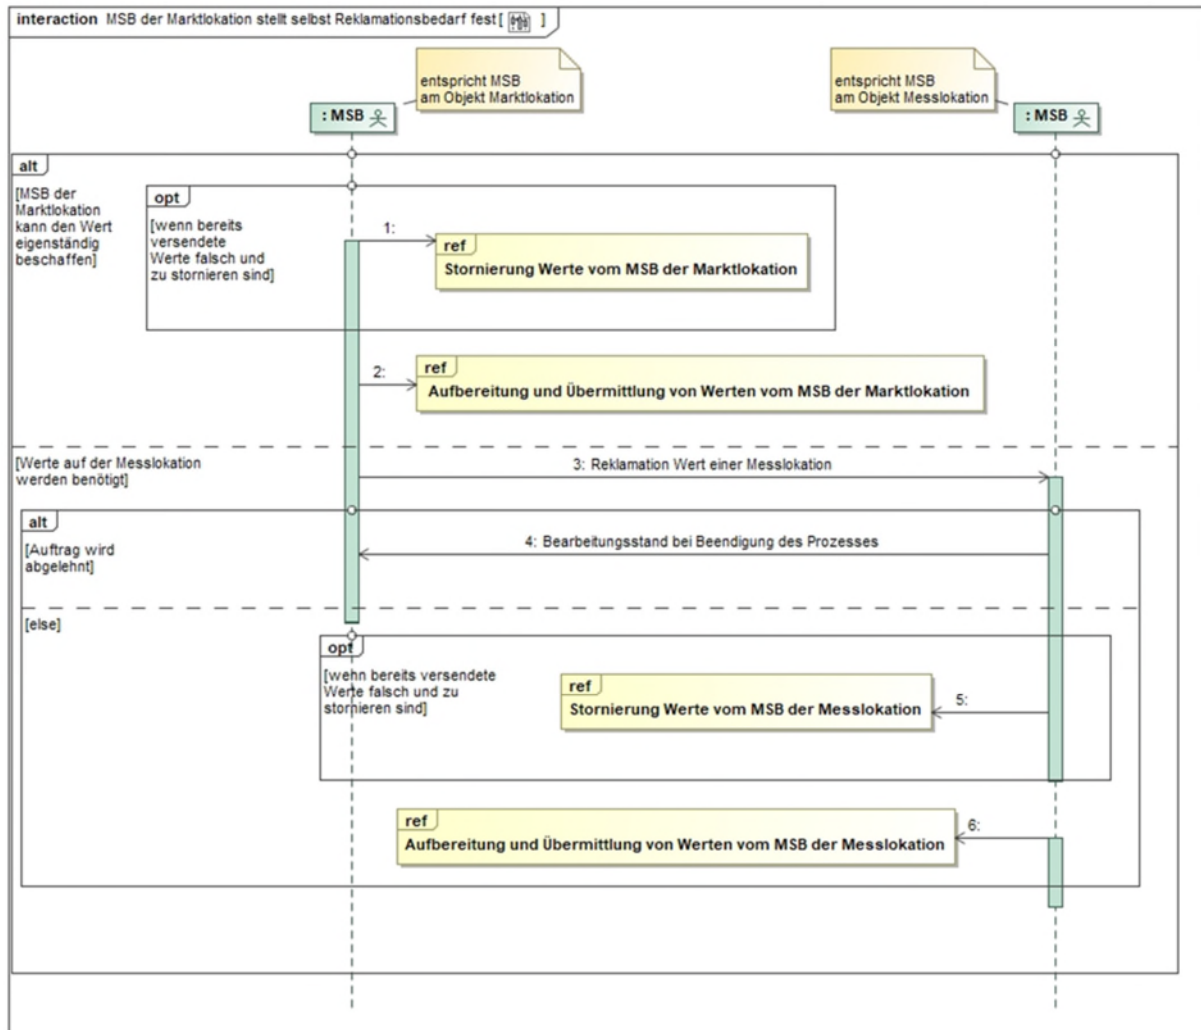 interaction MSB der Marktlokation stellt selbst Reklamationsbedarf fest [ ]
entspricht MSB
am Objekt Marktlokation
entspricht MSB
am Objekt Messlokation
: MSB
: MSB
alt
[MSB der
Marktlokation
kann den Wert
eigenständig
beschaffen]
opt
[wenn bereits
versendete
Werte falsch und
zu stornieren sind]
1:
ref
Stornierung Werte vom MSB der Marktlokation
2:
ref
Aufbereitung und Übermittlung von Werten vom MSB der Marktlokation
[Werte auf der Messlokation
werden benötigt]
3: Reklamation Wert einer Messlokation
alt
[Auftrag wird
abgelehnt]
4: Bearbeitungsstand bei Beendigung des Prozesses
[else]
opt
[wenn bereits versendete
Werte falsch und zu
stornieren sind]
ref
Stornierung Werte vom MSB der Messlokation
5:
ref
Aufbereitung und Übermittlung von Werten vom MSB der Messlokation
6: